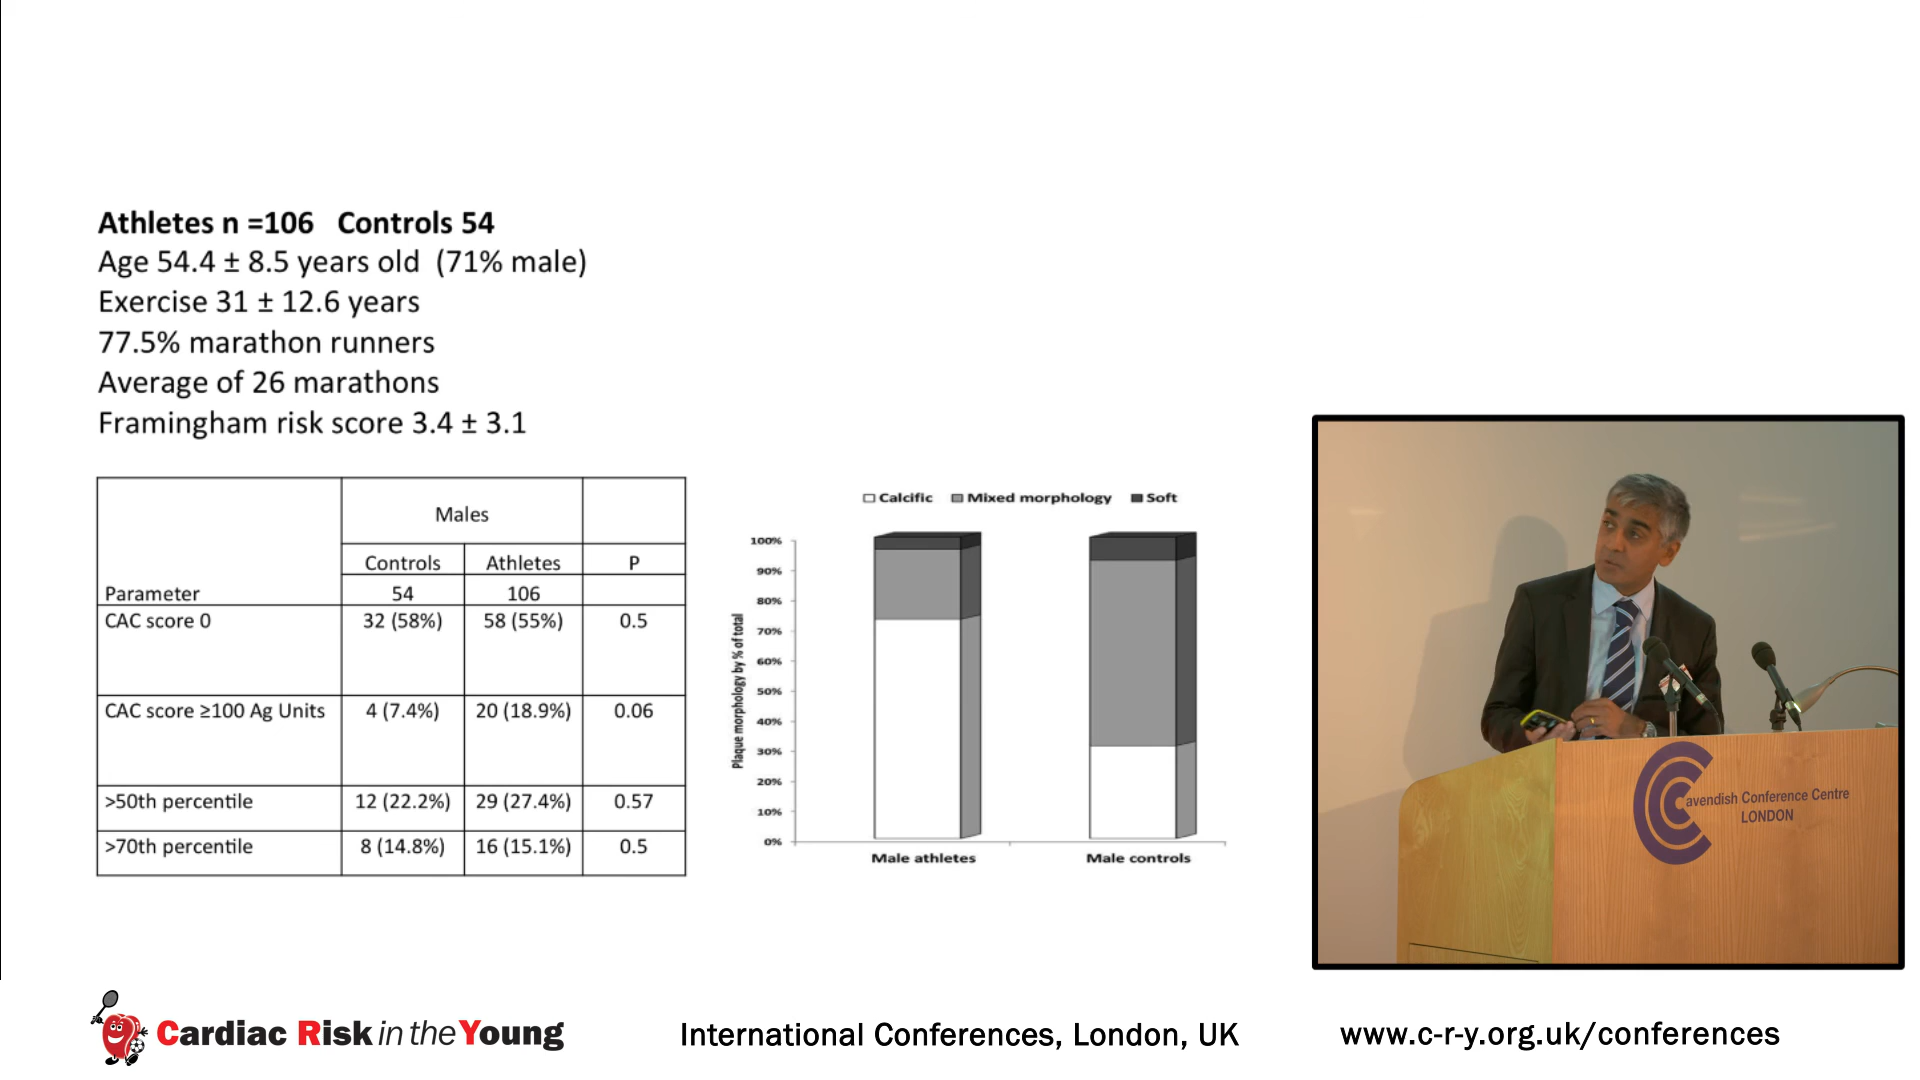 Athletes n =106   Controls 54
Age 54.4 ± 8.5 years old  (71% male)
Exercise 31 ± 12.6 years
77.5% marathon runners
Average of 26 marathons
Framingham risk score 3.4 ± 3.1
Males
Controls Athletes P
Parameter 54 106
CAC score 0 32 (58%) 58 (55%) 0.5
CAC score ≥100 Ag Units 4 (7.4%) 20 (18.9%) 0.06
>50th percentile 12 (22.2%) 29 (27.4%) 0.57
>70th percentile 8 (14.8%) 16 (15.1%) 0.5
Calcific Mixed morphology Soft
Plaque morphology by % of total
100%
90%
80%
70%
60%
50%
40%
30%
20%
10%
0%
Male athletes Male controls
Cavendish Conference Centre
LONDON
Cardiac Risk in the Young
International Conferences, London, UK
www.c-r-y.org.uk/conferences